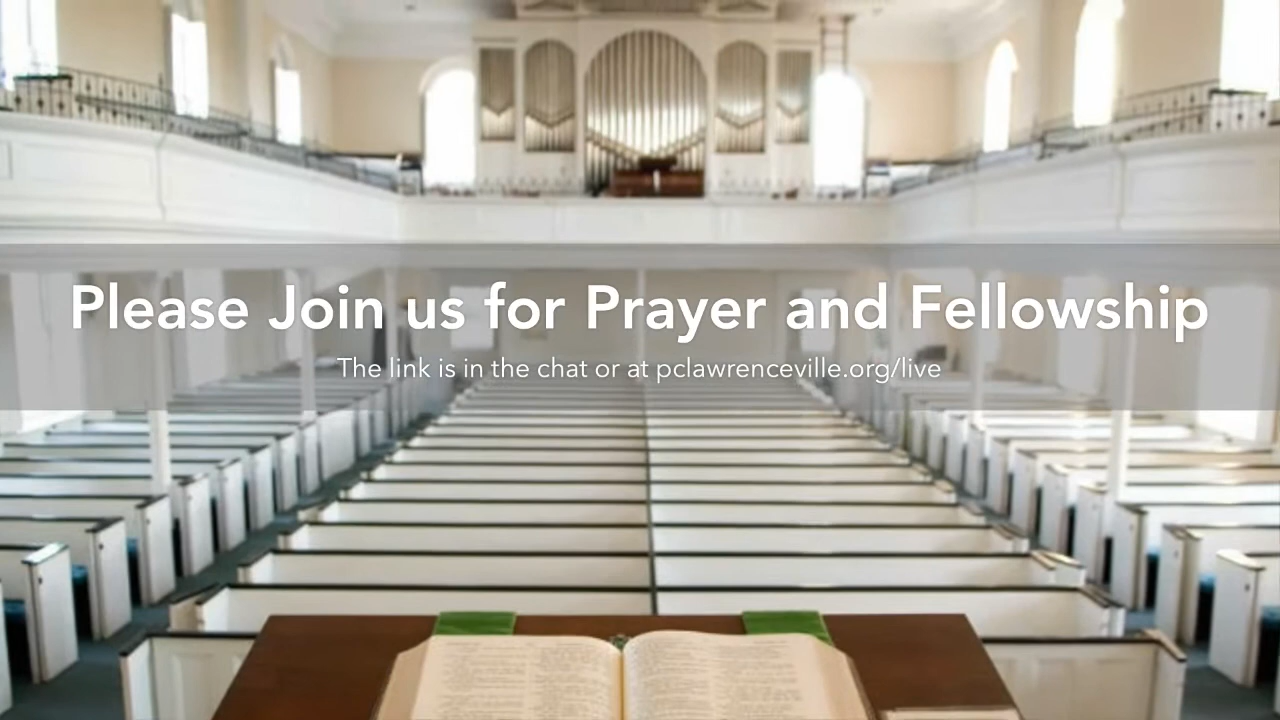 Please Join us for Prayer and Fellowship
The link is in the chat or at pclawrenceville.org/live